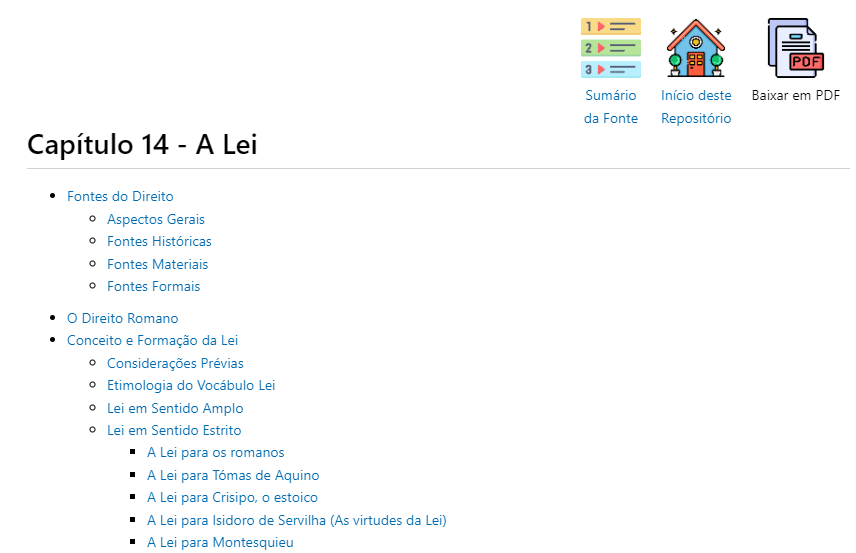 1
2
3
PDF
Sumário
da Fonte
Início deste
Repositório
Baixar em PDF
Capítulo 14 - A Lei
Fontes do Direito
Aspectos Gerais
Fontes Históricas
Fontes Materiais
Fontes Formais
O Direito Romano
Conceito e Formação da Lei
Considerações Prévias
Etimologia do Vocábulo Lei
Lei em Sentido Amplo
Lei em Sentido Estrito
A Lei para os romanos
A Lei para Tómas de Aquino
A Lei para Crisipo, o estoico
A Lei para Isidoro de Servilha (As virtudes da Lei)
A Lei para Montesquieu